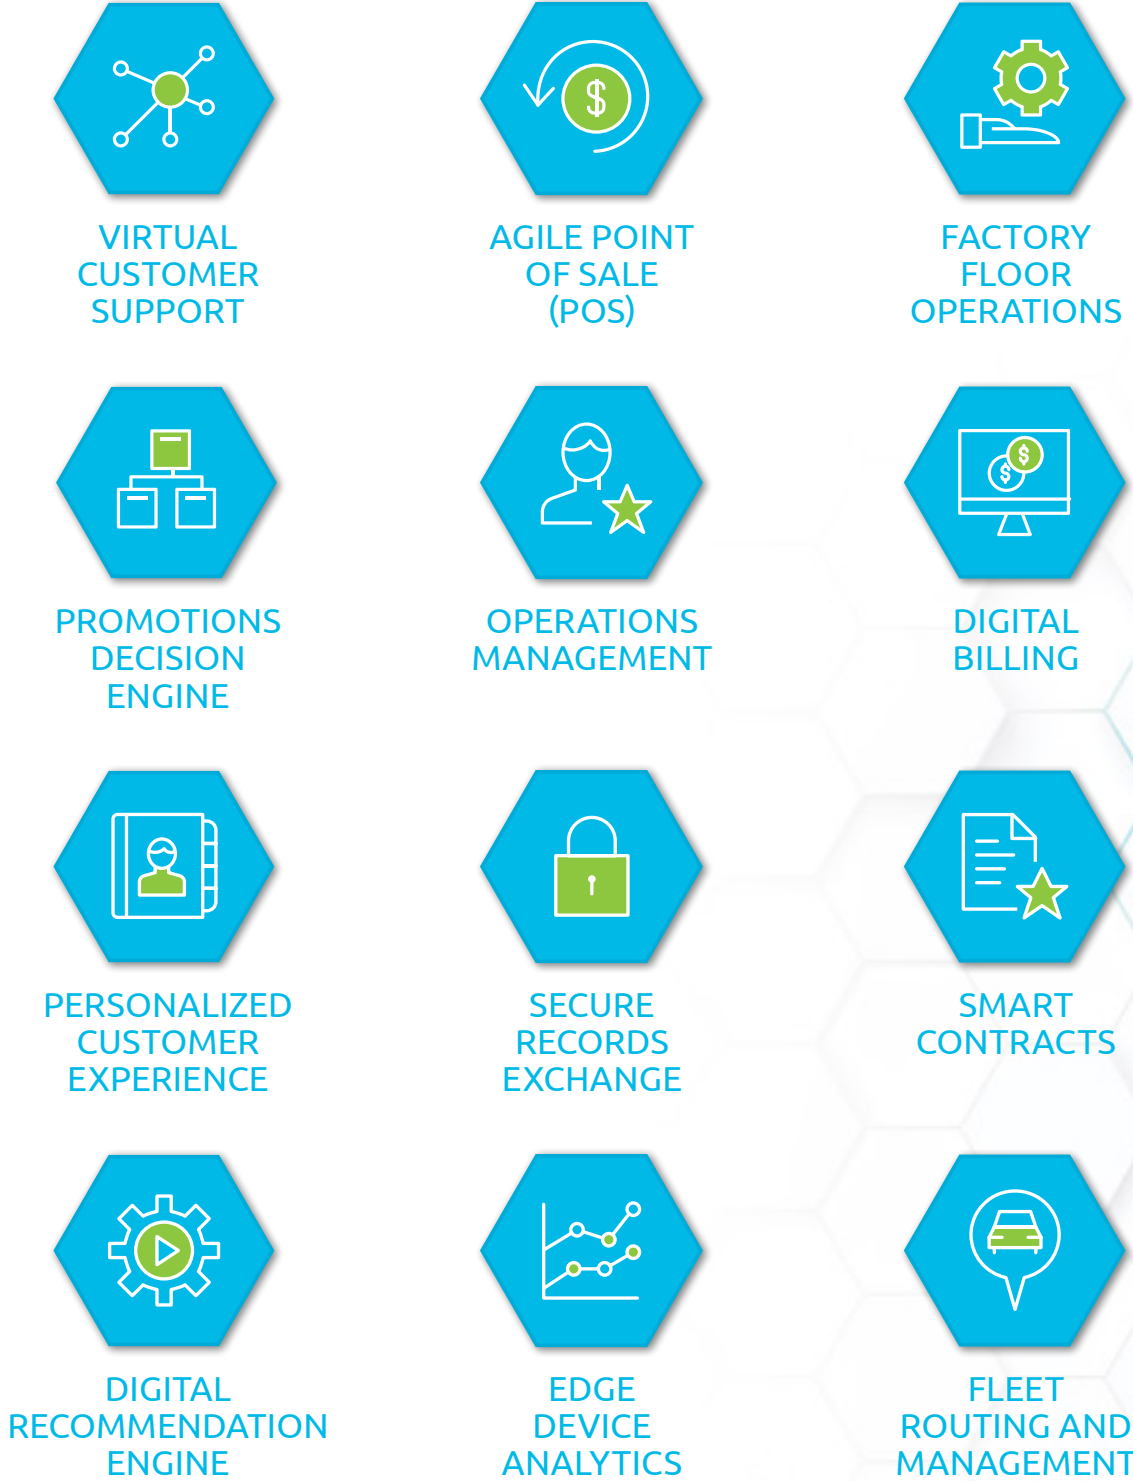 VIRTUAL
CUSTOMER
SUPPORT
AGILE POINT
OF SALE
(POS)
FACTORY
FLOOR
OPERATIONS
PROMOTIONS
DECISION
ENGINE
OPERATIONS
MANAGEMENT
DIGITAL
BILLING
PERSONALIZED
CUSTOMER
EXPERIENCE
SECURE
RECORDS
EXCHANGE
SMART
CONTRACTS
DIGITAL
RECOMMENDATION
ENGINE
EDGE
DEVICE
ANALYTICS
FLEET
ROUTING AND
MANAGEMENT